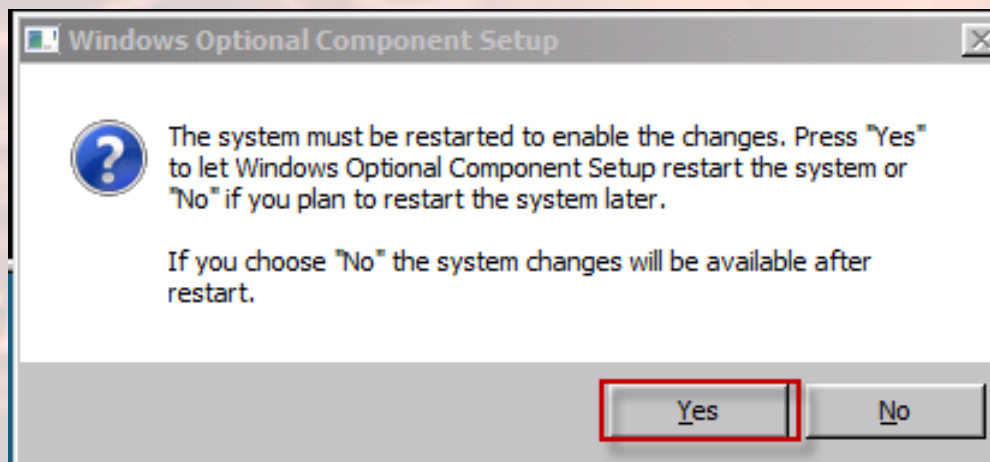 Windows Optional Component Setup
The system must be restarted to enable the changes. Press "Yes"
to let Windows Optional Component Setup restart the system or
"No" if you plan to restart the system later.
If you choose "No" the system changes will be available after
restart.
Yes No